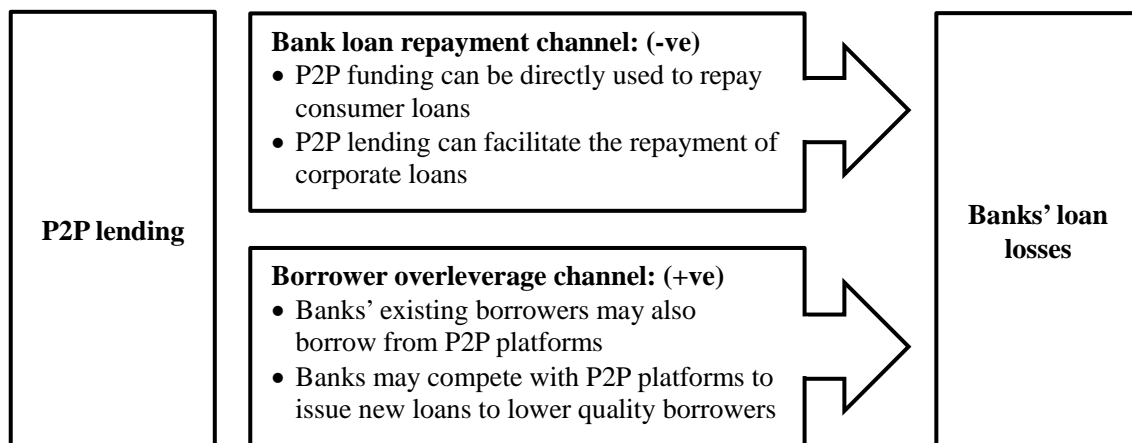 P2P lending
Bank loan repayment channel: (-ve)
• P2P funding can be directly used to repay
consumer loans
• P2P lending can facilitate the repayment of
corporate loans
Borrower overleverage channel: (+ve)
• Banks’ existing borrowers may also
borrow from P2P platforms
• Banks may compete with P2P platforms to
issue new loans to lower quality borrowers
Banks’ loan
losses